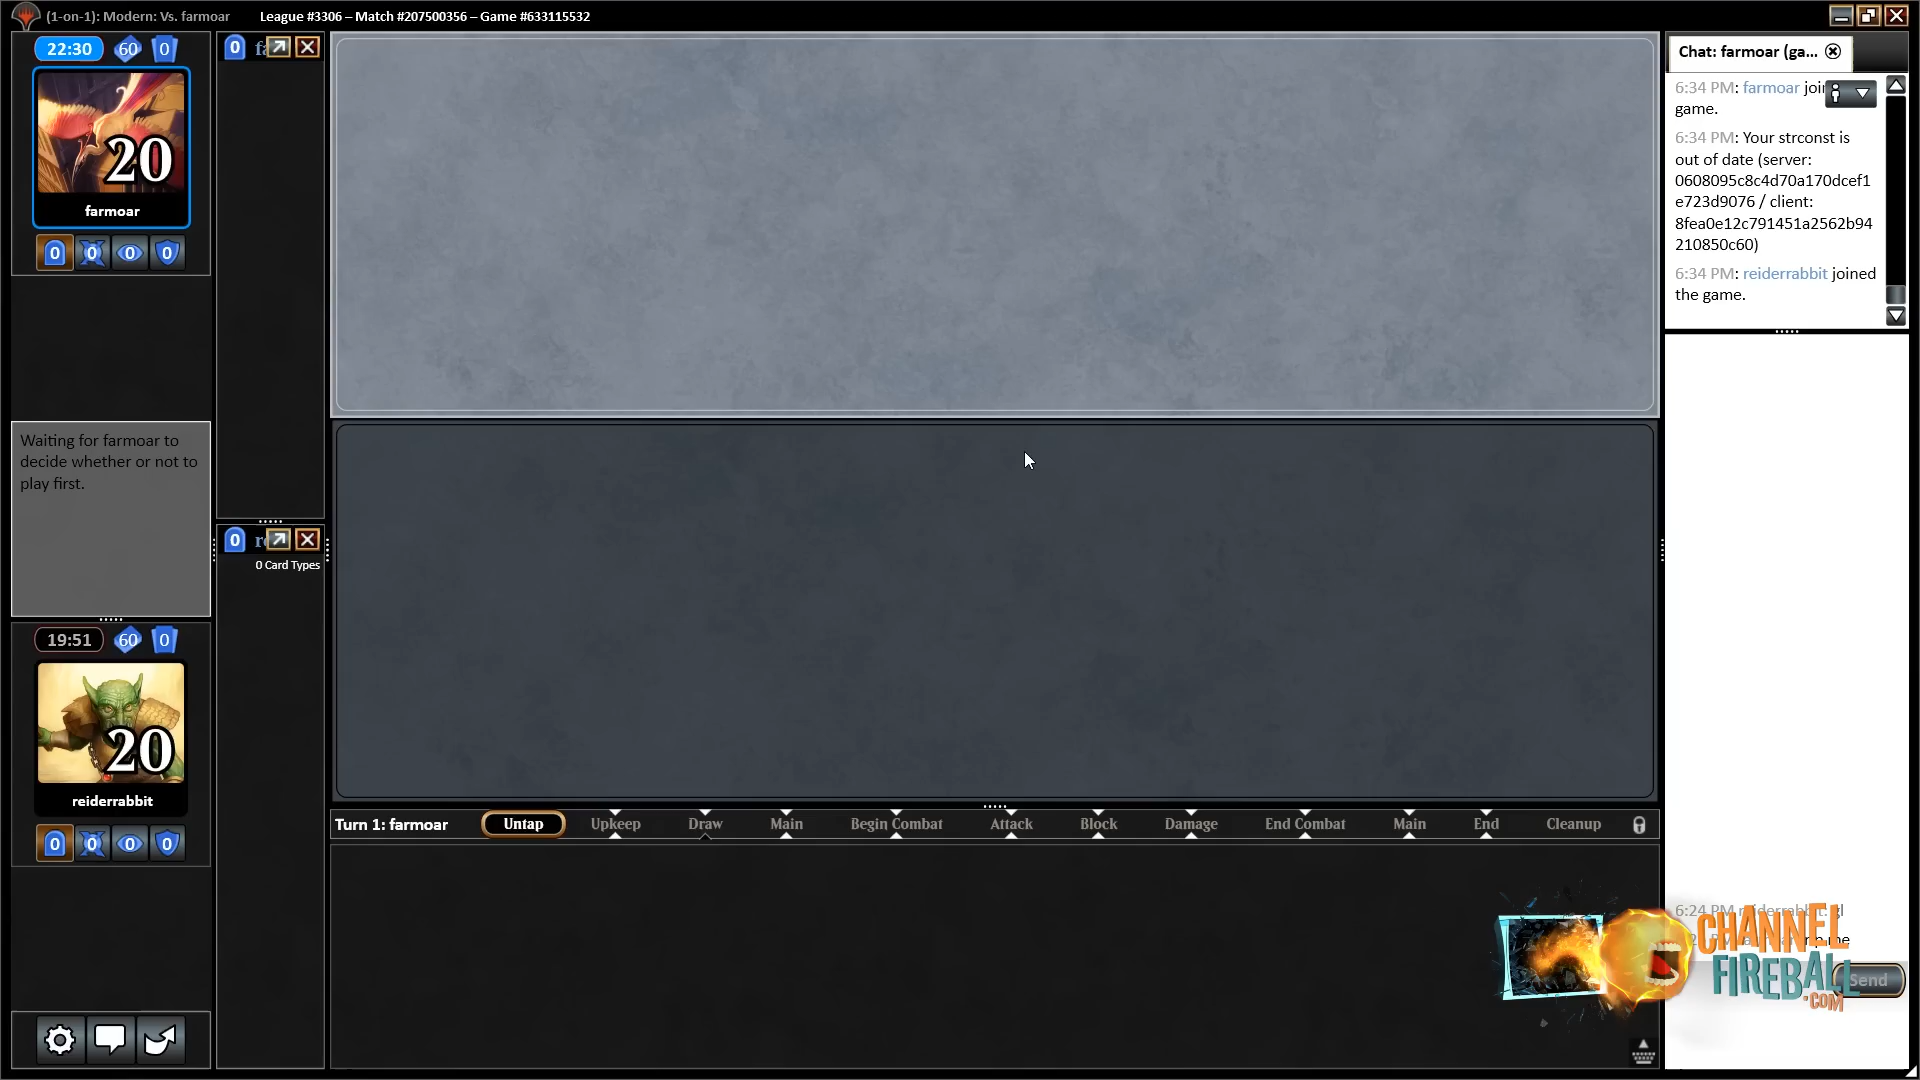 (1-on-1): Modern: Vs. farmoar
League #3306 – Match #207500356 – Game #633115532
22:30 60 0
20
farmoar
0 0 0 0
Waiting for farmoar to
decide whether or not to
play first.
19:51 60 0
20
reiderrabbit
0 0 0 0
0
0
0 Card Types
Turn 1: farmoar
Untap
Upkeep
Draw
Main
Begin Combat
Attack
Block
Damage
End Combat
Main
End
Cleanup
Chat: farmoar (ga...
6:34 PM: farmoar
game.
6:34 PM: Your strconst is
out of date (server:
0608095c8c4d70a170dcef1
e723d9076 / client:
8fea0e12c791451a2562b94
210850c60)
6:34 PM: reiderrabbit joined
the game.
6:24 PM reiderrabbit: gl
CHANNEL
FIREBALL
.COM
Send